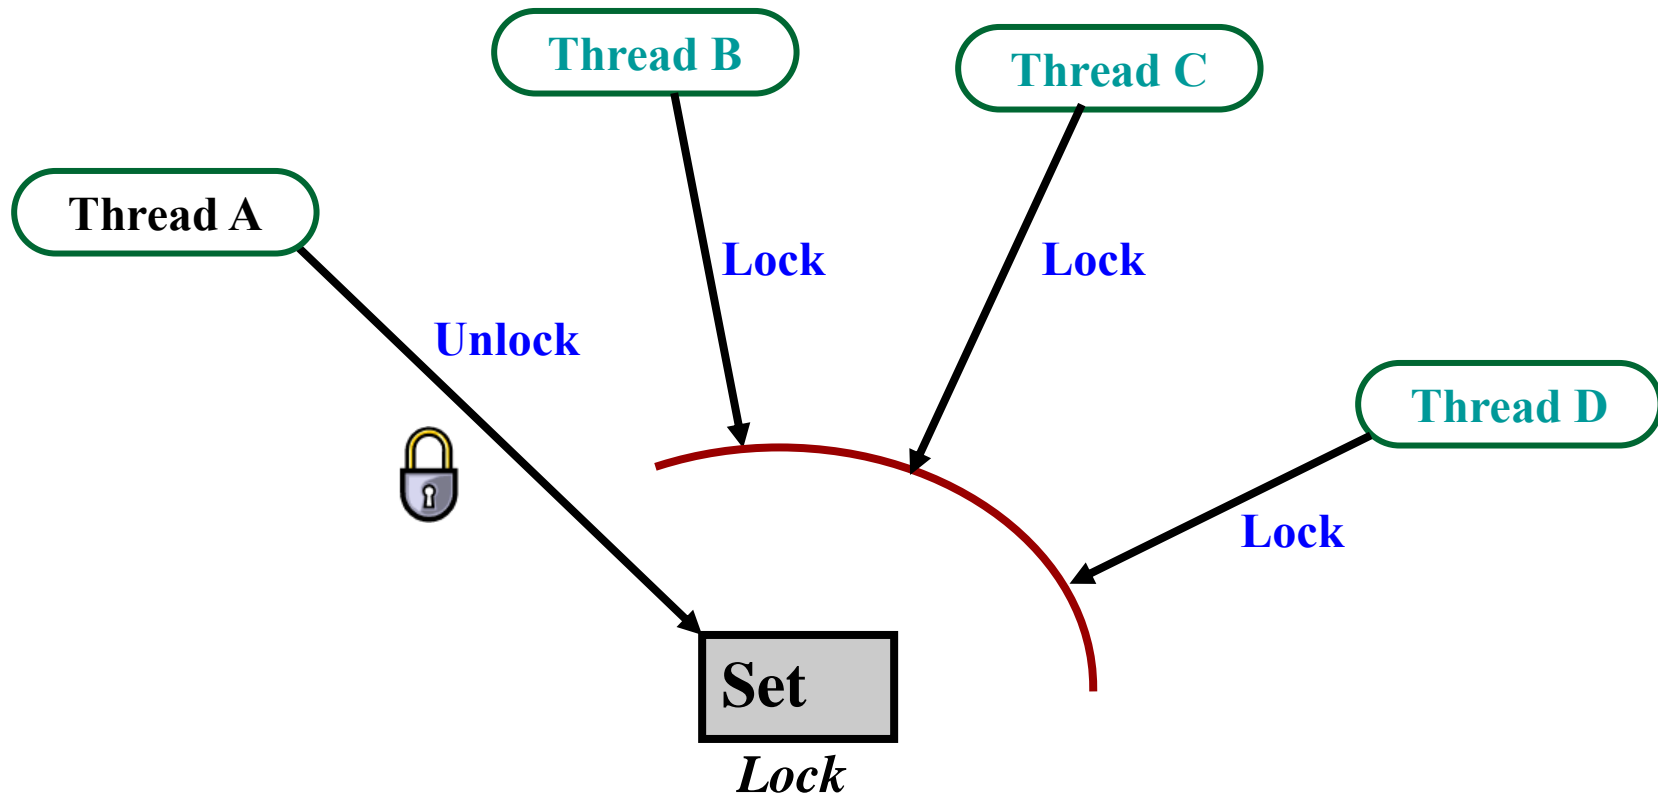 Thread B
Thread C
Thread A
Lock
Lock
Unlock
Thread D
Lock
Set
Lock